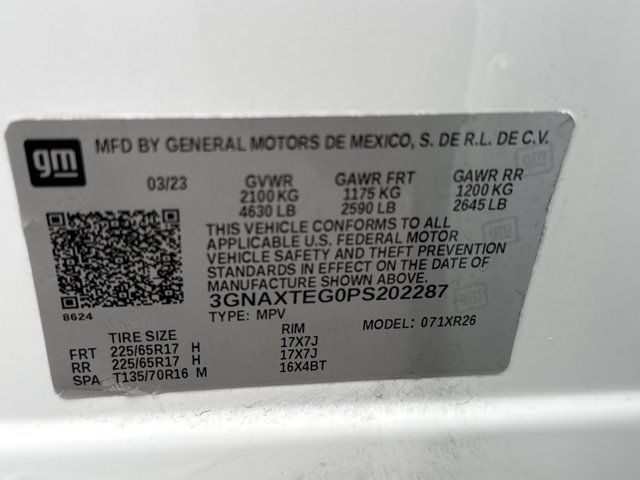 gm
MFD BY GENERAL MOTORS DE MEXICO, S. DE R.L. DE C.V.
03/23 GVWR GAWR FRT GAWR RR
2100 KG 1175 KG 1200 KG
4630 LB 2590 LB 2645 LB
THIS VEHICLE CONFORMS TO ALL
APPLICABLE U.S. FEDERAL MOTOR
VEHICLE SAFETY AND THEFT PREVENTION
STANDARDS IN EFFECT ON THE DATE OF
MANUFACTURE SHOWN ABOVE.
8624 3GNAXTEG0PS202287
TYPE: MPV MODEL: 071XR26
TIRE SIZE RIM
FRT 225/65R17 H 17X7J
RR 225/65R17 H 17X7J
SPA T135/70R16 M 16X4BT